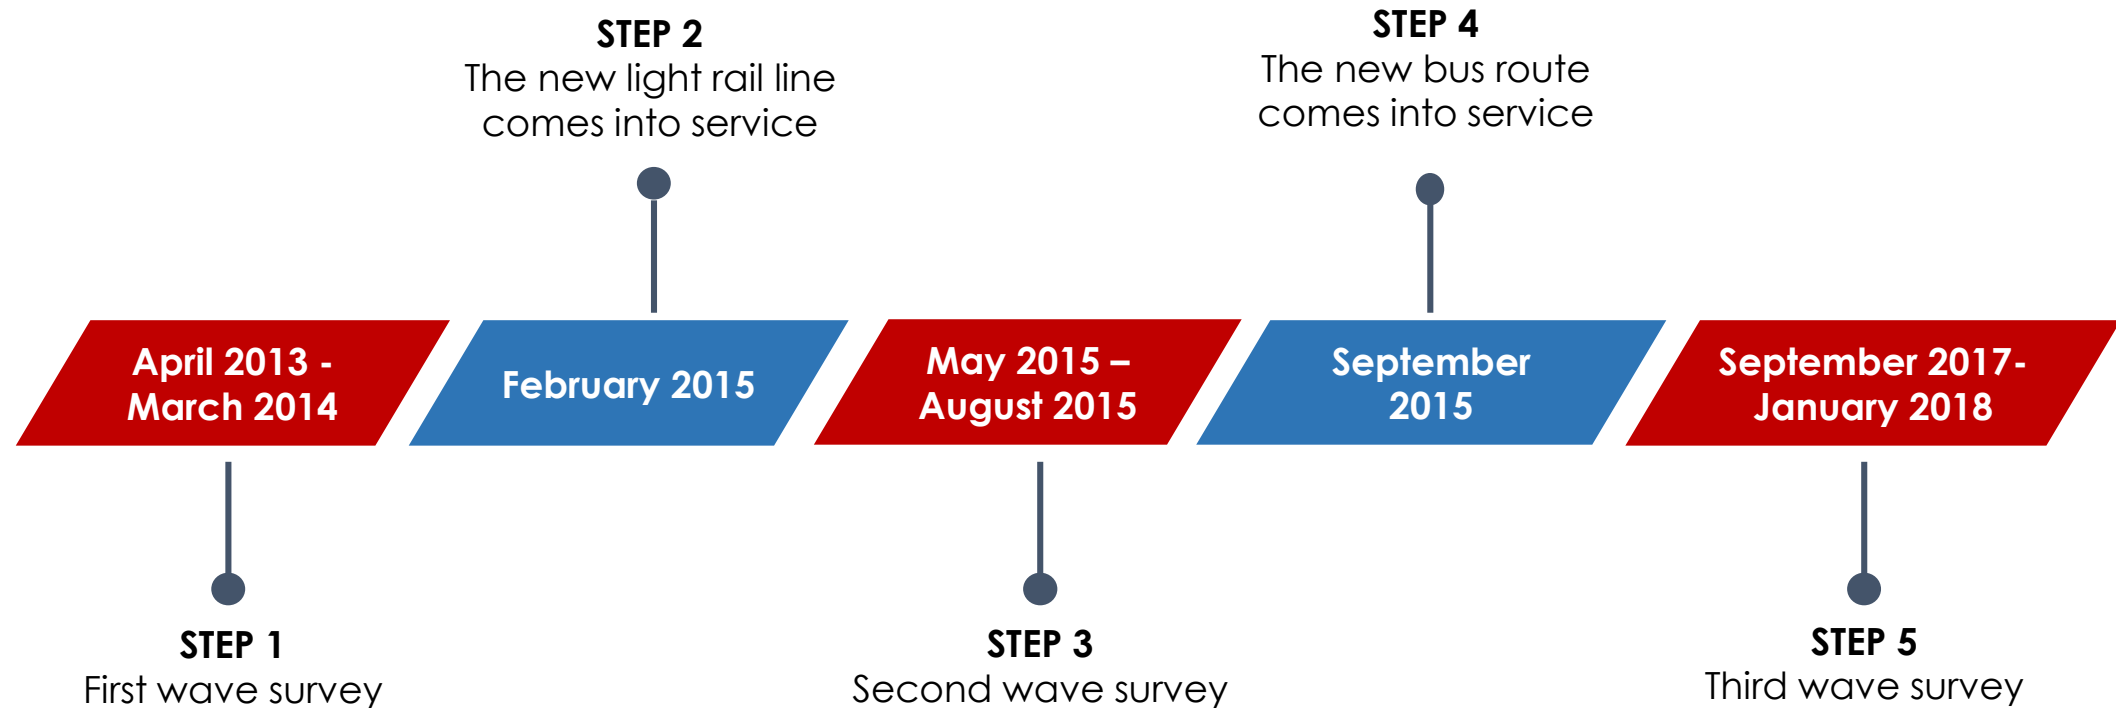 STEP 2
The new light rail line
comes into service
STEP 4
The new bus route
comes into service
April 2013 -
March 2014
February 2015
May 2015 –
August 2015
September
2015
September 2017-
January 2018
STEP 1
First wave survey
STEP 3
Second wave survey
STEP 5
Third wave survey